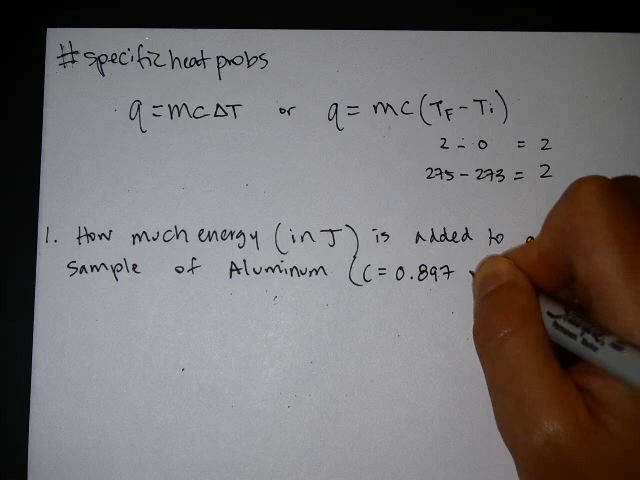 #specific heat probs
q = mcΔT or q = mc(TF - Ti)
2 - 0 = 2
275 - 273 = 2
1. How much energy (in J) is added to
sample of Aluminum (C = 0.897